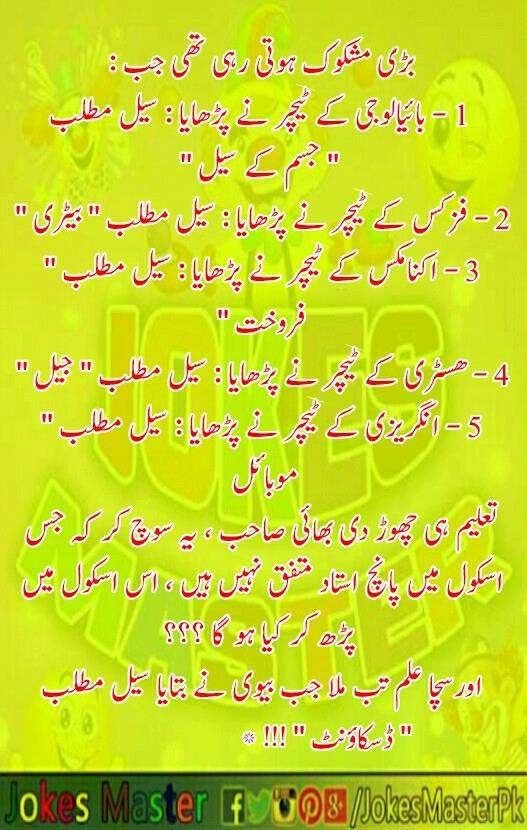 بڑی مشکوک ہوتی رہی تھی جب :
1 - بائیالوجی کے ٹیچر نے پڑھایا : سیل مطلب
" جسم کے سیل "
2 - فزکس کے ٹیچر نے پڑھایا : سیل مطلب " بیٹری "
3 - اکنامکس کے ٹیچر نے پڑھایا : سیل مطلب "
فروخت "
4 - ھسٹری کے ٹیچر نے پڑھایا : سیل مطلب " جیل "
5 - انگریزی کے ٹیچر نے پڑھایا : سیل مطلب "
موبائل
تعلیم ہی چھوڑ دی بھائی صاحب ، یہ سوچ کر کہ جس
اسکول میں پانچ استاد متفق نہیں ہیں ، اس اسکول میں
پڑھ کر کیا ہو گا ؟؟؟
اور سچا علم تب ملا جب بیوی نے بتایا سیل مطلب
" ڈسکاؤنٹ " !!! *
JOKES
MASTER
Jokes Master /JokesMasterPk